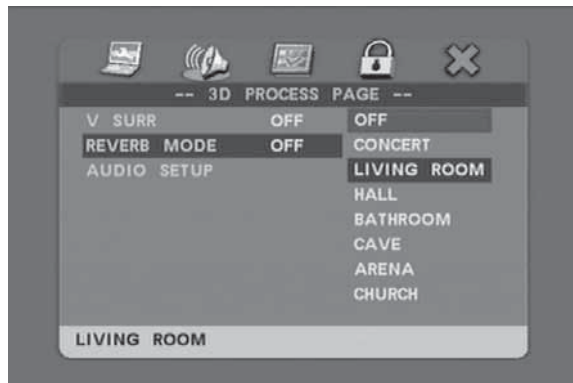 -- 3D PROCESS PAGE --
V SURR OFF OFF
REVERB MODE OFF CONCERT
AUDIO SETUP LIVING ROOM
HALL
BATHROOM
CAVE
ARENA
CHURCH
LIVING ROOM